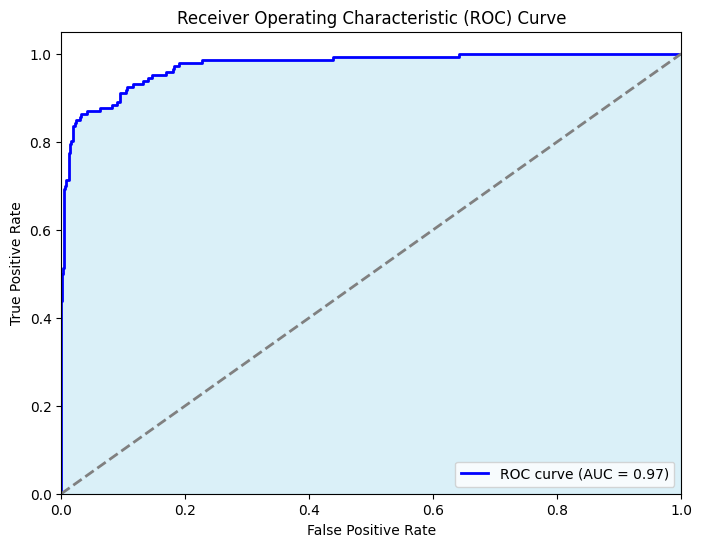 Receiver Operating Characteristic (ROC) Curve
True Positive Rate
1.0
0.8
0.6
0.4
0.2
0.0
ROC curve (AUC = 0.97)
0.0 0.2 0.4 0.6 0.8 1.0
False Positive Rate